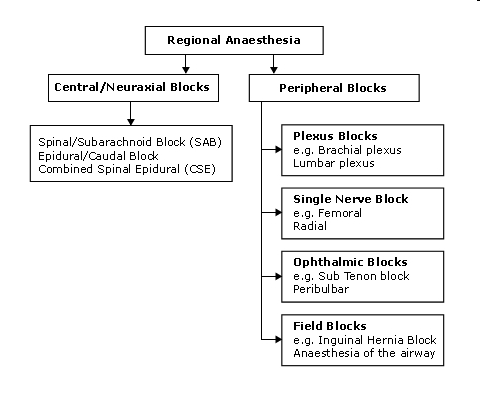 Regional Anaesthesia
Central/Neuraxial Blocks
Peripheral Blocks
Spinal/Subarachnoid Block (SAB)
Epidural/Caudal Block
Combined Spinal Epidural (CSE)
Plexus Blocks
e.g. Brachial plexus
Lumbar plexus
Single Nerve Block
e.g. Femoral
Radial
Ophthalmic Blocks
e.g. Sub Tenon block
Peribulbar
Field Blocks
e.g. Inguinal Hernia Block
Anaesthesia of the airway